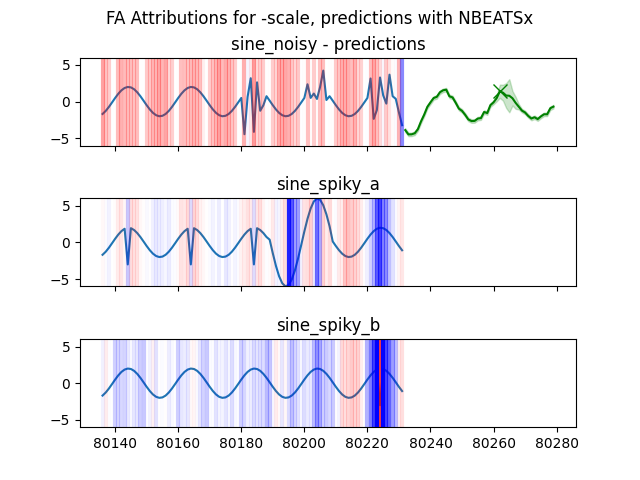 FA Attributions for -scale, predictions with NBEATSx
sine_noisy - predictions
5
0
−5
sine_spiky_a
5
0
−5
sine_spiky_b
5
0
−5
80140 80160 80180 80200 80220 80240 80260 80280